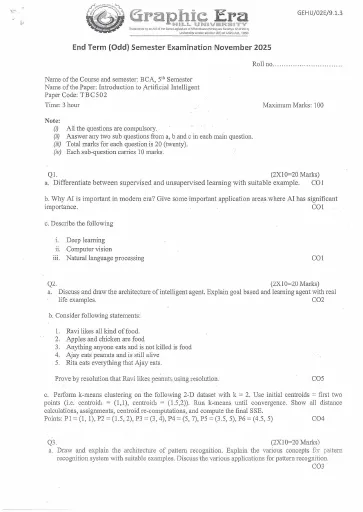 GEHU/02E/9.1.3
Graphic Era
HILL UNIVERSITY
End Term (Odd) Semester Examination November 2025
Roll no..............................
Name of the Course and semester: BCA, 5th Semester
Name of the Paper: Introduction to Artificial Intelligent
Paper Code: TBC502
Time: 3 hour Maximum Marks: 100
Note:
(i) All the questions are compulsory.
(ii) Answer any two sub questions from a, b and c in each main question.
(iii) Total marks for each question is 20 (twenty).
(iv) Each sub-question carries 10 marks.
Q1. (2X10=20 Marks)
a. Differentiate between supervised and unsupervised learning with suitable example. CO1
b. Why AI is important in modern era? Give some important application areas where AI has significant
importance. CO1
c. Describe the following
i. Deep learning
ii. Computer vision
iii. Natural language processing CO1
Q2. (2X10=20 Marks)
a. Discuss and draw the architecture of intelligent agent. Explain goal based and learning agent with real
life examples. CO2
b. Consider following statements:
1. Ravi likes all kind of food.
2. Apples and chicken are food
3. Anything anyone eats and is not killed is food
4. Ajay eats peanuts and is still alive
5. Rita eats everything that Ajay eats.
Prove by resolution that Ravi likes peanuts using resolution. CO5
c. Perform k-means clustering on the following 2-D dataset with k = 2. Use initial centroids = first two
points (i.e. centroid₁ = (1,1), centroid₂ = (1.5,2)). Run k-means until convergence. Show all distance
calculations, assignments, centroid re-computations, and compute the final SSE.
Points: P1 = (1, 1), P2 = (1.5, 2), P3 = (3, 4), P4 = (5, 7), P5 = (3.5, 5), P6 = (4.5, 5) CO4
Q3. (2X10=20 Marks)
a. Draw and explain the architecture of pattern recognition. Explain the various concepts for pattern
recognition system with suitable examples. Discuss the various applications for pattern recognition.
CO3